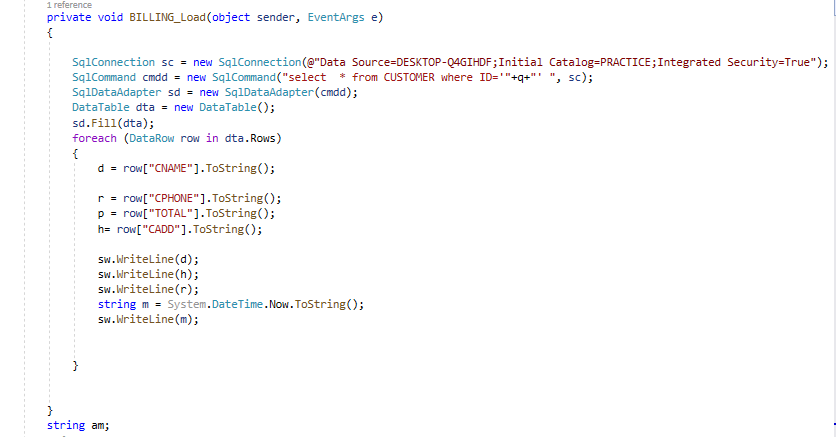 1 reference
private void BILLING_Load(object sender, EventArgs e)
{
SqlConnection sc = new SqlConnection(@"Data Source=DESKTOP-Q4GIHDF;Initial Catalog=PRACTICE;Integrated Security=True");
SqlCommand cmdd = new SqlCommand("select  * from CUSTOMER where ID='"+q+"' ", sc);
SqlDataAdapter sd = new SqlDataAdapter(cmdd);
DataTable dta = new DataTable();
sd.Fill(dta);
foreach (DataRow row in dta.Rows)
{
d = row["CNAME"].ToString();
r = row["CPHONE"].ToString();
p = row["TOTAL"].ToString();
h= row["CADD"].ToString();
sw.WriteLine(d);
sw.WriteLine(h);
sw.WriteLine(r);
string m = System.DateTime.Now.ToString();
sw.WriteLine(m);
}
}
string am;